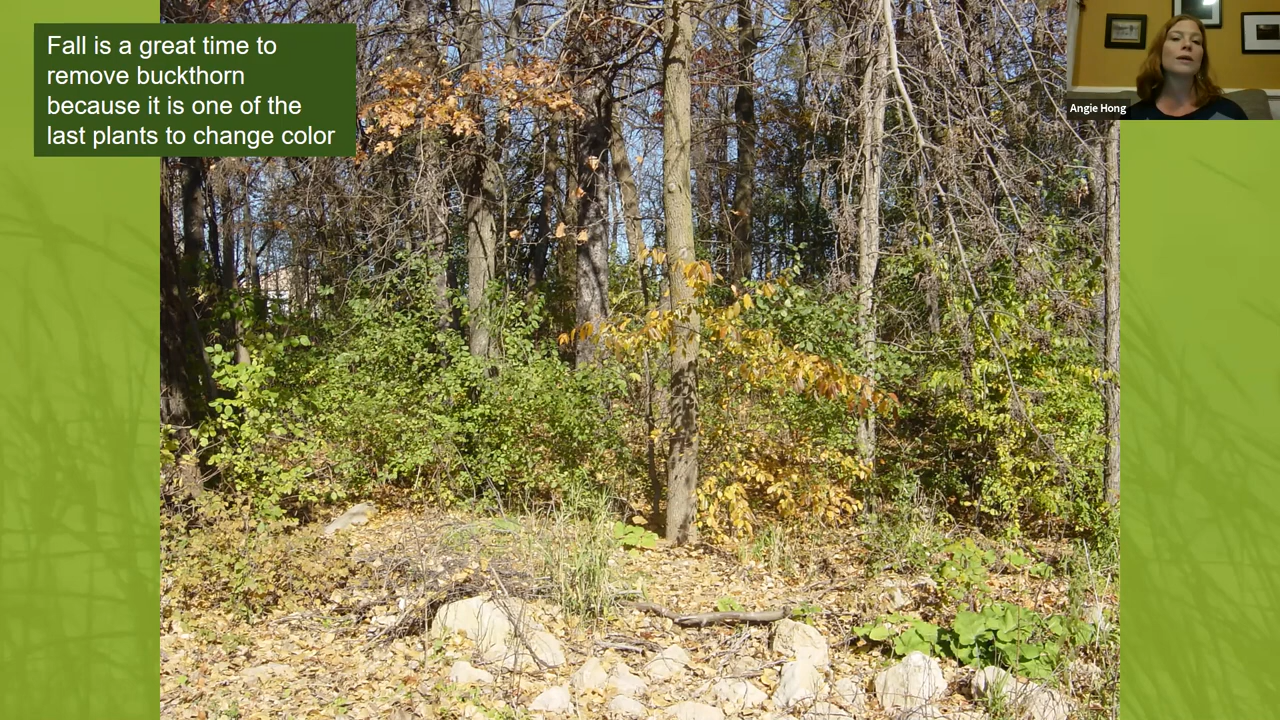 Fall is a great time to
remove buckthorn
because it is one of the
last plants to change color
Angie Hong